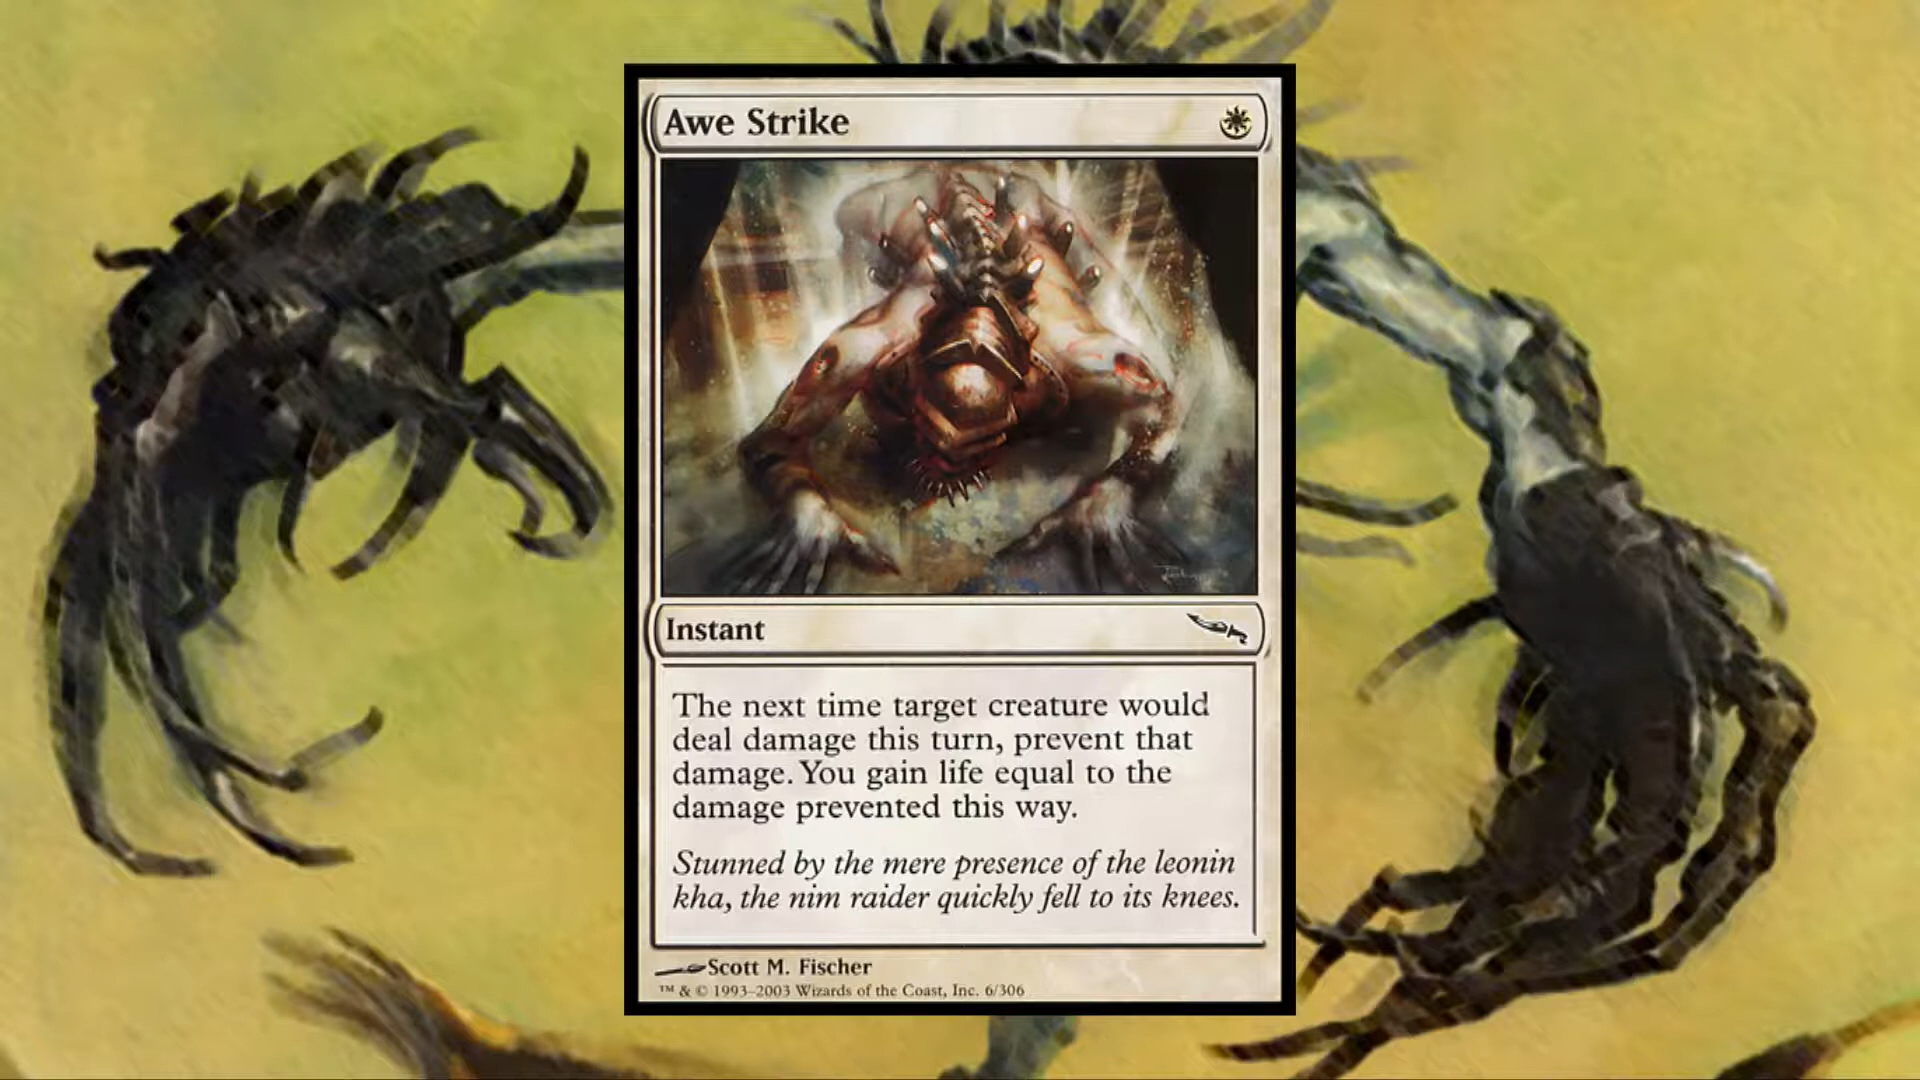 Awe Strike
Instant
The next time target creature would
deal damage this turn, prevent that
damage. You gain life equal to the
damage prevented this way.
Stunned by the mere presence of the leonin
kha, the nim raider quickly fell to its knees.
Scott M. Fischer
™ & © 1993–2003 Wizards of the Coast, Inc. 6/306